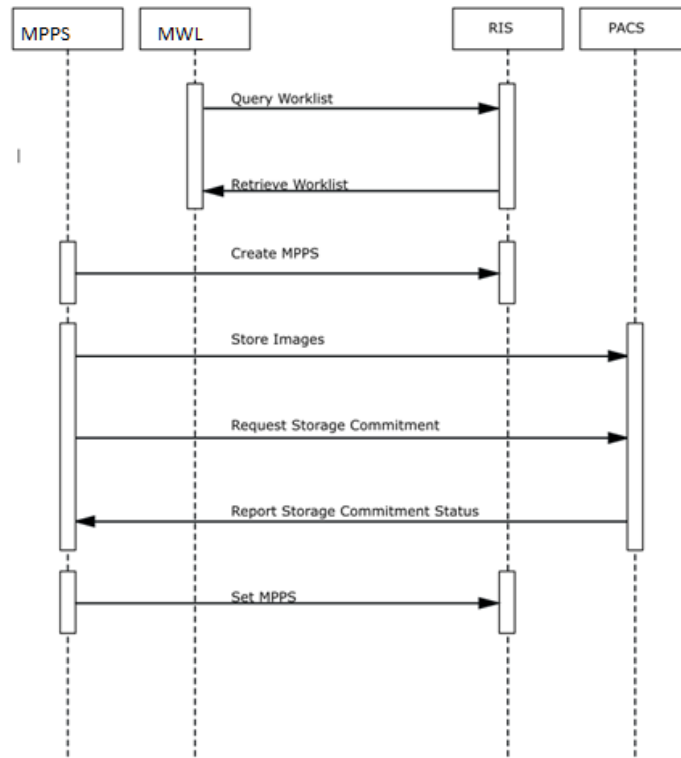 MPPS
MWL
RIS
PACS
Query Worklist
Retrieve Worklist
Create MPPS
Store Images
Request Storage Commitment
Report Storage Commitment Status
Set MPPS